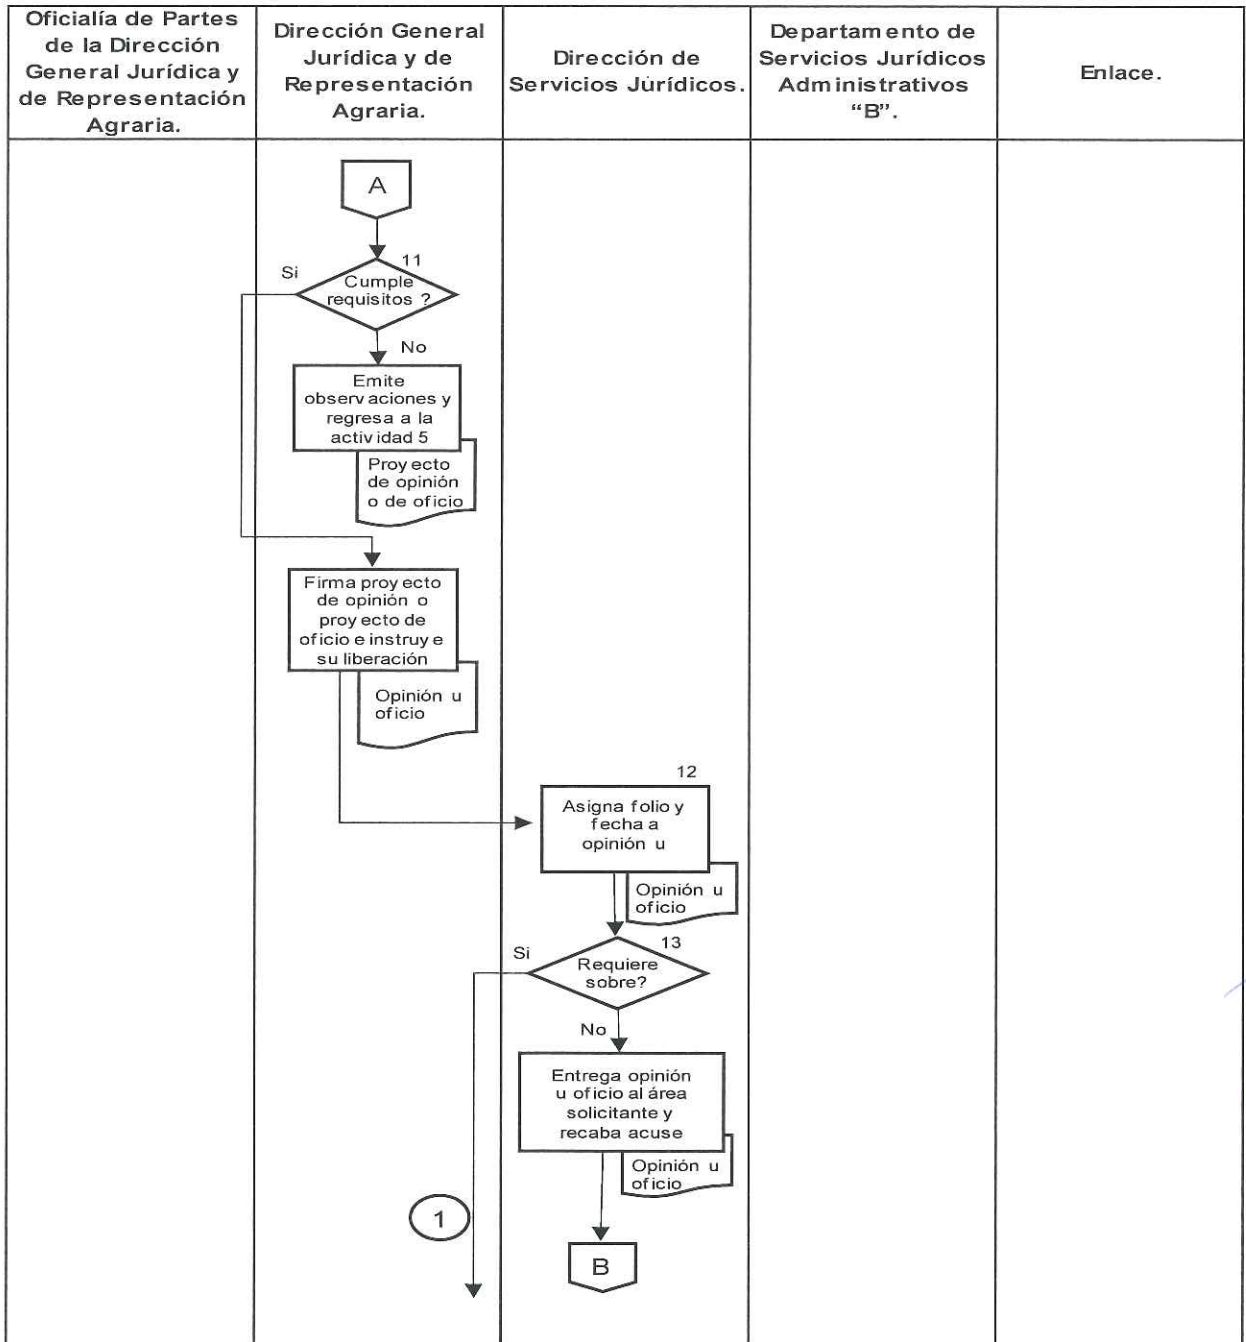 Oficialía de Partes
de la Dirección
General Jurídica y
de Representación
Agraria.
Dirección General
Jurídica y de
Representación
Agraria.
Dirección de
Servicios Jurídicos.
Departamento de
Servicios Jurídicos
Administrativos
“B”.
Enlace.
A
11
Si
Cumple
requisitos ?
No
Emite
observaciones y
regresa a la
actividad 5
Proyecto
de opinión
o de oficio
Firma proyecto
de opinión o
proyecto de
oficio e instruye
su liberación
Opinión u
oficio
12
Asigna folio y
fecha a
opinión u
Opinión u
oficio
13
Si
Requiere
sobre?
No
Entrega opinión
u oficio al área
solicitante y
recaba acuse
Opinión u
oficio
1
B